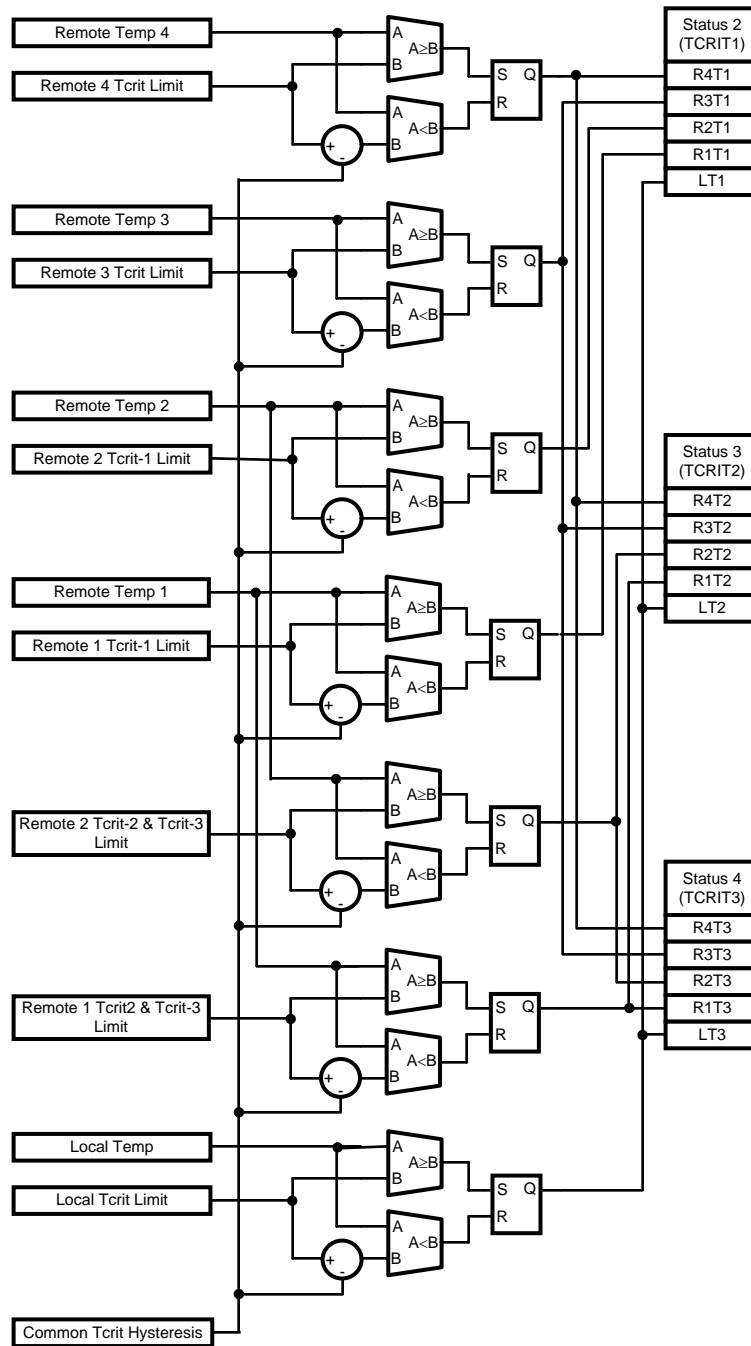 Remote Temp 4
Remote 4 Tcrit Limit
A
B
A≥B
A
B
A<B
+
-
S
Q
R
Remote Temp 3
Remote 3 Tcrit Limit
A
B
A≥B
A
B
A<B
+
-
S
Q
R
Remote Temp 2
Remote 2 Tcrit-1 Limit
A
B
A≥B
A
B
A<B
+
-
S
Q
R
Remote Temp 1
Remote 1 Tcrit-1 Limit
A
B
A≥B
A
B
A<B
+
-
S
Q
R
Remote 2 Tcrit-2 & Tcrit-3
Limit
A
B
A≥B
A
B
A<B
+
-
S
Q
R
Remote 1 Tcrit2 & Tcrit-3
Limit
A
B
A≥B
A
B
A<B
+
-
S
Q
R
Local Temp
Local Tcrit Limit
A
B
A≥B
A
B
A<B
+
-
S
Q
R
Common Tcrit Hysteresis
Status 2
(TCRIT1)
R4T1
R3T1
R2T1
R1T1
LT1
Status 3
(TCRIT2)
R4T2
R3T2
R2T2
R1T2
LT2
Status 4
(TCRIT3)
R4T3
R3T3
R2T3
R1T3
LT3